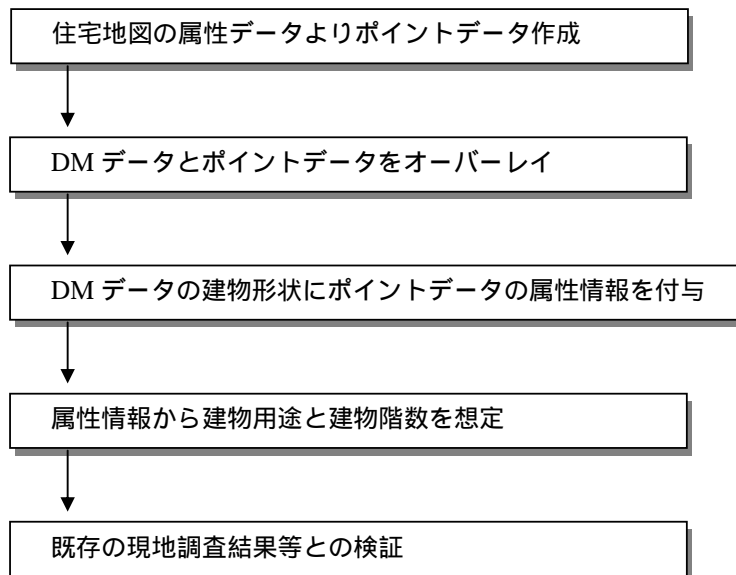 住宅地図の属性データよりポイントデータ作成
DM データとポイントデータをオーバーレイ
DM データの建物形状にポイントデータの属性情報を付与
属性情報から建物用途と建物階数を想定
既存の現地調査結果等との検証